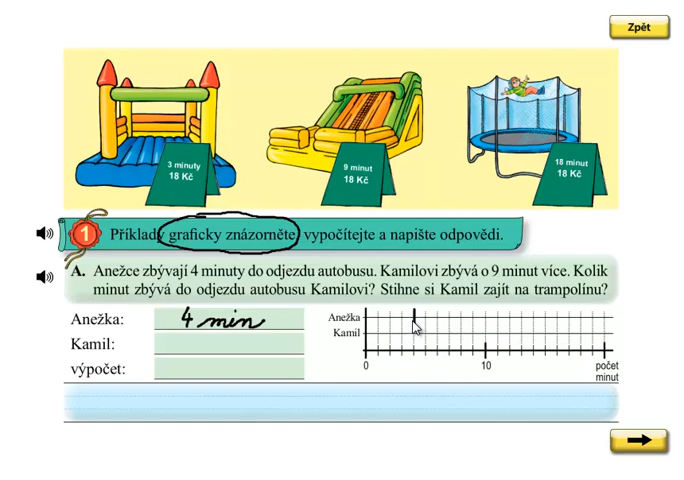 Zpět
3 minuty
18 Kč
9 minut
18 Kč
18 minut
18 Kč
1 Příklady graficky znázorněte, vypočítejte a napište odpovědi.
A. Anežce zbývají 4 minuty do odjezdu autobusu. Kamilovi zbývá o 9 minut více. Kolik
minut zbývá do odjezdu autobusu Kamilovi? Stihne si Kamil zajít na trampolínu?
Anežka: 4 min
Kamil:
výpočet:
Anežka
Kamil
0 10 počet
minut